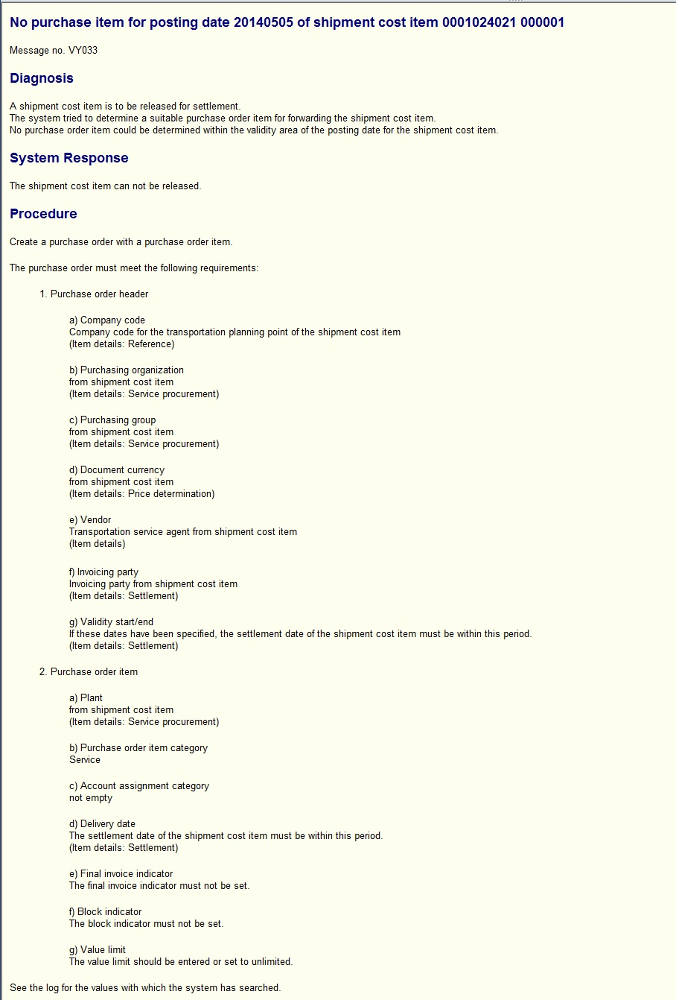 No purchase item for posting date 20140505 of shipment cost item 0001024021 000001
Message no. VY033
Diagnosis
A shipment cost item is to be released for settlement.
The system tried to determine a suitable purchase order item for forwarding the shipment cost item.
No purchase order item could be determined within the validity area of the posting date for the shipment cost item.
System Response
The shipment cost item can not be released.
Procedure
Create a purchase order with a purchase order item.
The purchase order must meet the following requirements:
1. Purchase order header
a) Company code
Company code for the transportation planning point of the shipment cost item
(Item details: Reference)
b) Purchasing organization
from shipment cost item
(Item details: Service procurement)
c) Purchasing group
from shipment cost item
(Item details: Service procurement)
d) Document currency
from shipment cost item
(Item details: Price determination)
e) Vendor
Transportation service agent from shipment cost item
(Item details)
f) Invoicing party
Invoicing party from shipment cost item
(Item details: Settlement)
g) Validity start/end
If these dates have been specified, the settlement date of the shipment cost item must be within this period.
(Item details: Settlement)
2. Purchase order item
a) Plant
from shipment cost item
(Item details: Service procurement)
b) Purchase order item category
Service
c) Account assignment category
not empty
d) Delivery date
The settlement date of the shipment cost item must be within this period.
(Item details: Settlement)
e) Final invoice indicator
The final invoice indicator must not be set.
f) Block indicator
The block indicator must not be set.
g) Value limit
The value limit should be entered or set to unlimited.
See the log for the values with which the system has searched.